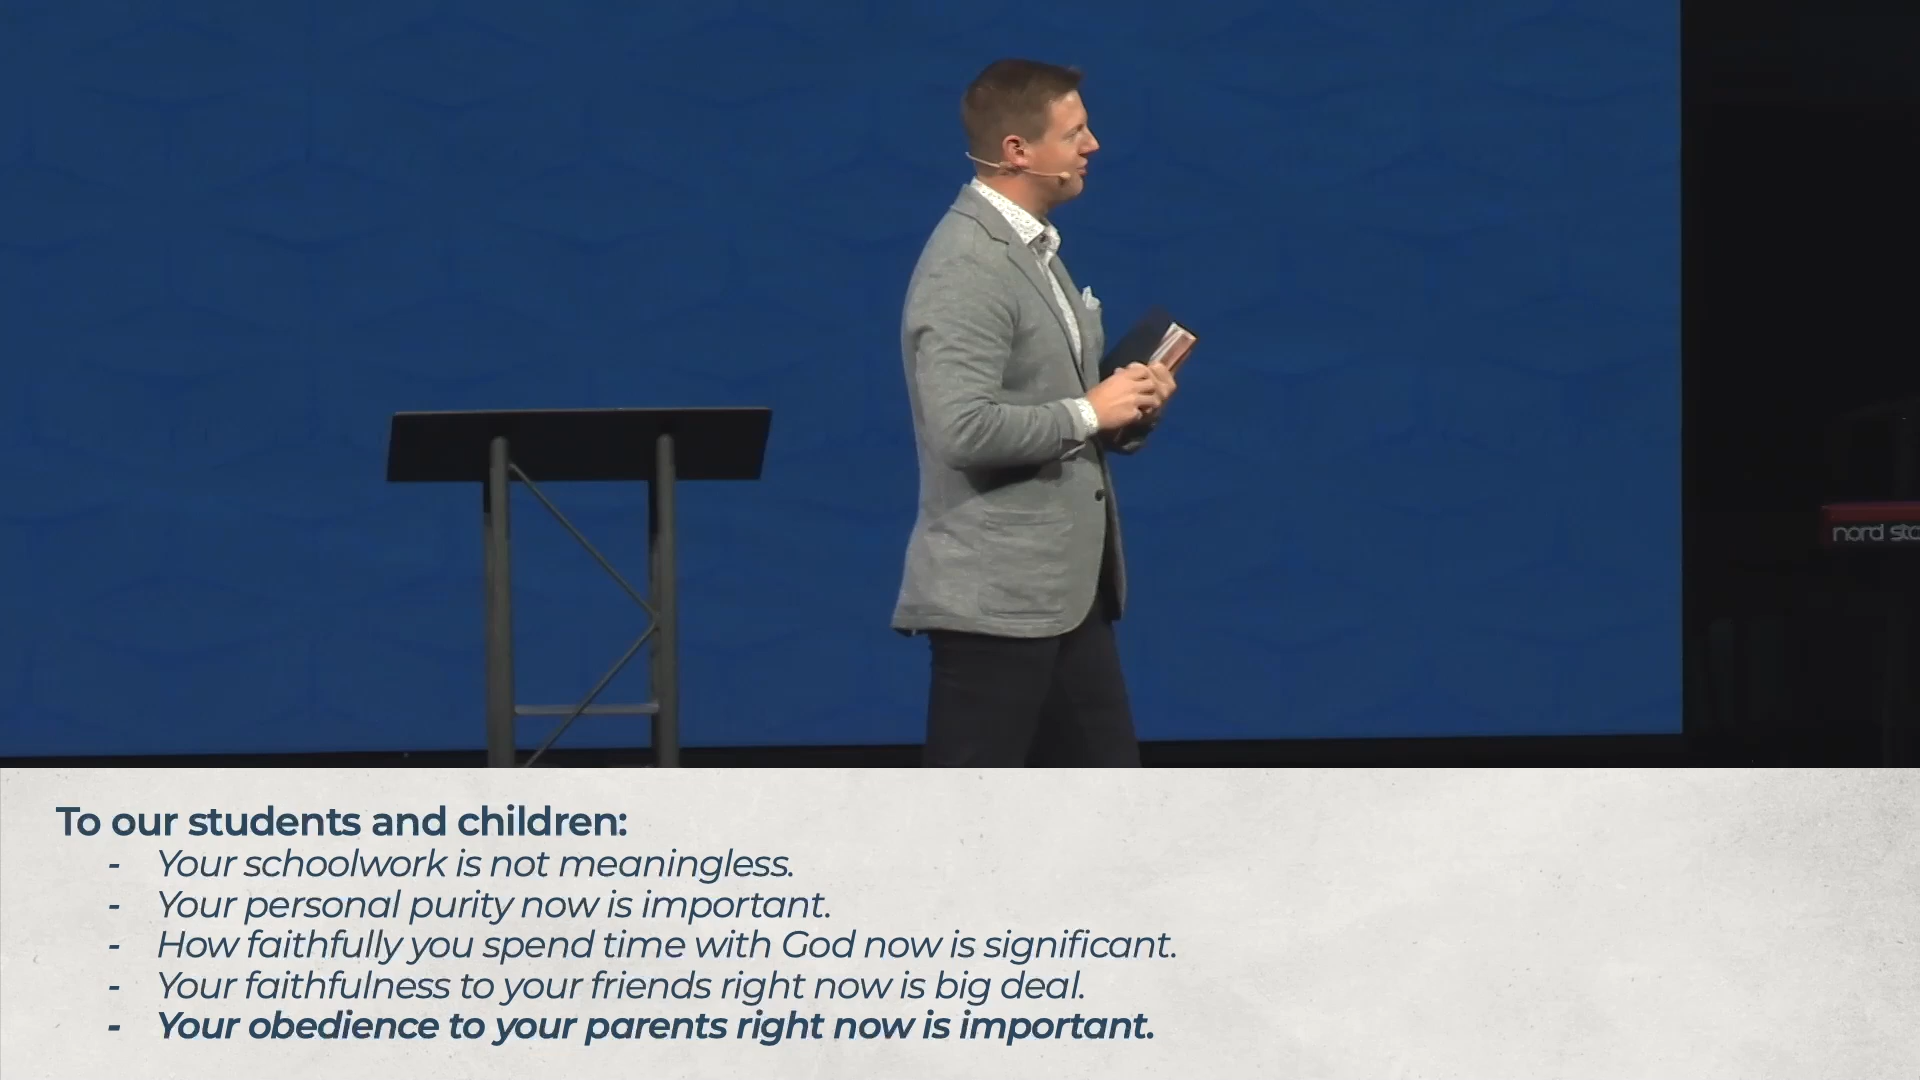 nord sta
To our students and children:
- Your schoolwork is not meaningless.
- Your personal purity now is important.
- How faithfully you spend time with God now is significant.
- Your faithfulness to your friends right now is big deal.
- Your obedience to your parents right now is important.